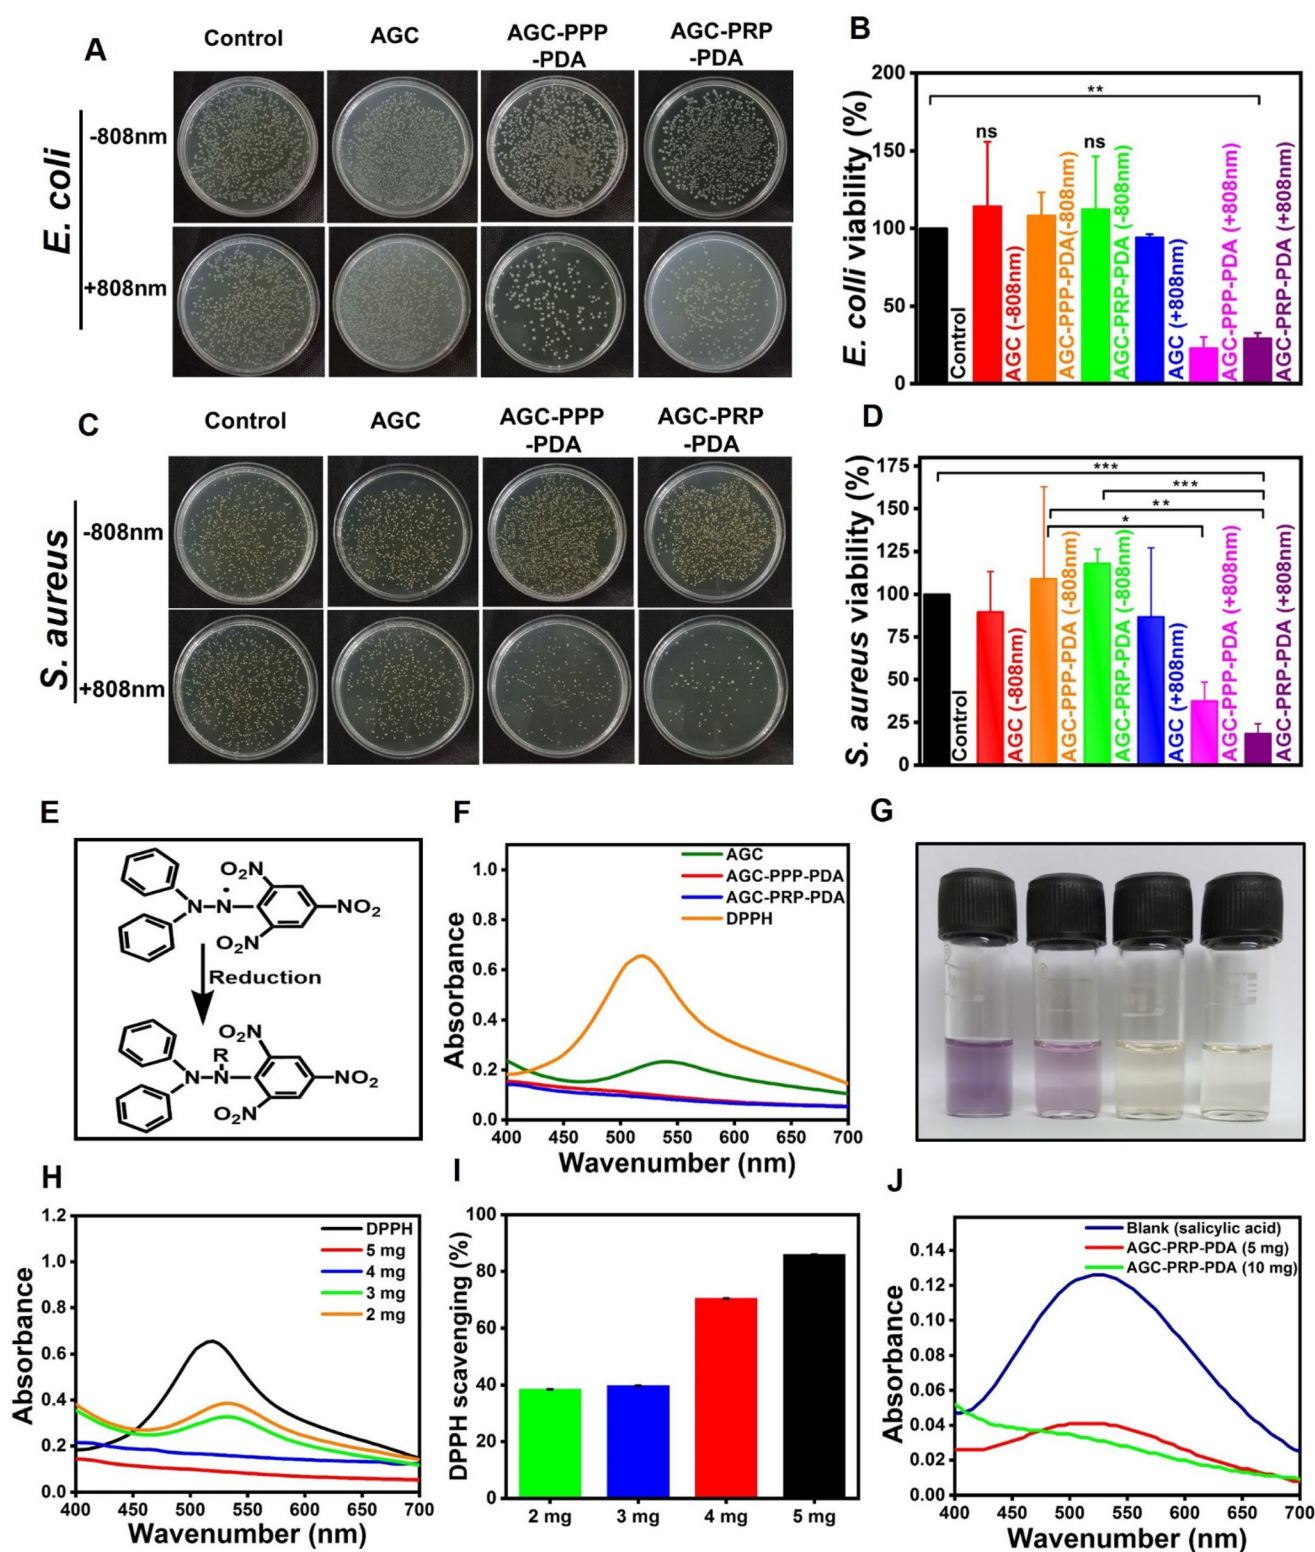 A
Control
AGC
AGC-PPP
-PDA
AGC-PRP
-PDA
E. coli
-808nm
+808nm
B
E. colli viability (%)
200
150
100
50
0
**
ns
ns
Control
AGC (-808nm)
AGC-PPP-PDA(-808nm)
AGC-PRP-PDA (-808nm)
AGC (+808nm)
AGC-PPP-PDA (+808nm)
AGC-PRP-PDA (+808nm)
C
Control
AGC
AGC-PPP
-PDA
AGC-PRP
-PDA
S. aureus
-808nm
+808nm
D
S. aureus viability (%)
175
150
125
100
75
50
25
0
***
***
**
*
Control
AGC (-808nm)
AGC-PPP-PDA (-808nm)
AGC-PRP-PDA (-808nm)
AGC (+808nm)
AGC-PPP-PDA (+808nm)
AGC-PRP-PDA (+808nm)
E
O₂N
N
N
NO₂
O₂N
Reduction
O₂N
R
N
N
NO₂
O₂N
F
Absorbance
1.0
0.8
0.6
0.4
0.2
0.0
AGC
AGC-PPP-PDA
AGC-PRP-PDA
DPPH
400 450 500 550 600 650 700
Wavenumber (nm)
G
H
Absorbance
1.2
1.0
0.8
0.6
0.4
0.2
0.0
DPPH
5 mg
4 mg
3 mg
2 mg
400 450 500 550 600 650 700
Wavenumber (nm)
I
DPPH scavenging (%)
100
80
60
40
20
0
2 mg 3 mg 4 mg 5 mg
J
Absorbance
0.14
0.12
0.10
0.08
0.06
0.04
0.02
0.00
Blank (salicylic acid)
AGC-PRP-PDA (5 mg)
AGC-PRP-PDA (10 mg)
400 450 500 550 600 650 700
Wavenumber (nm)